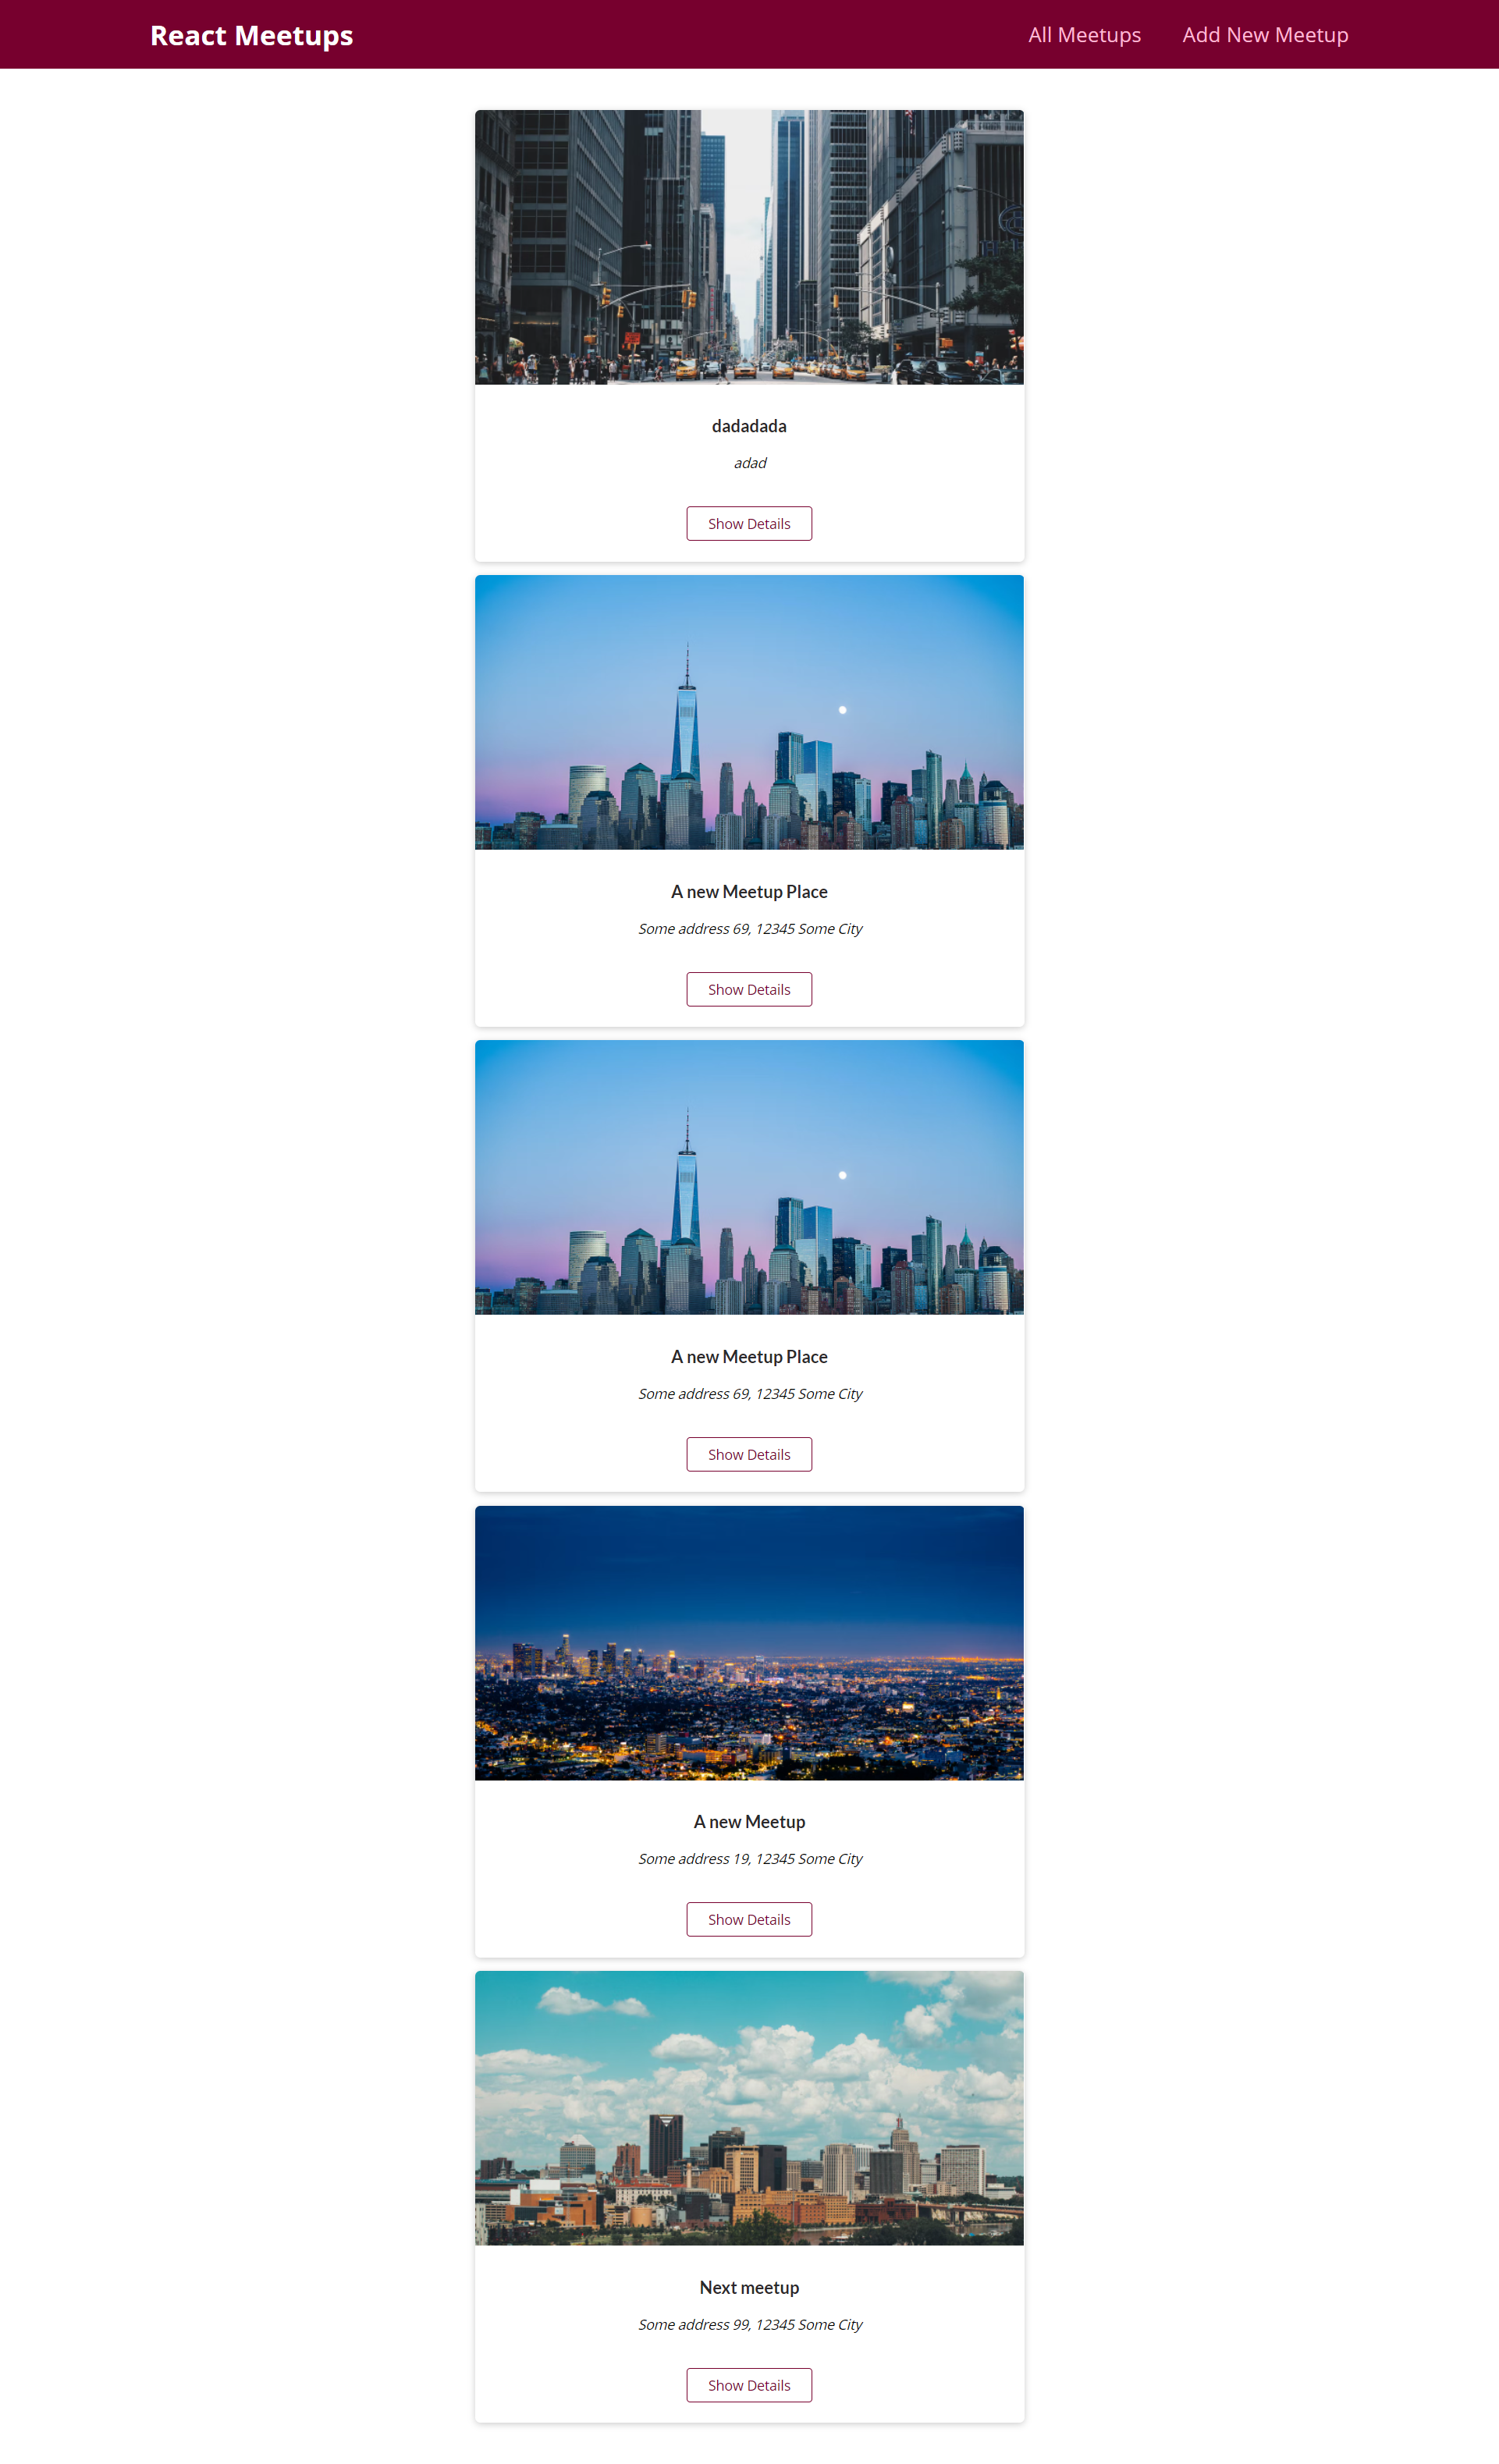 React Meetups
All Meetups
Add New Meetup
dadadada
adad
Show Details
A new Meetup Place
Some address 69, 12345 Some City
Show Details
A new Meetup Place
Some address 69, 12345 Some City
Show Details
A new Meetup
Some address 19, 12345 Some City
Show Details
Next meetup
Some address 99, 12345 Some City
Show Details